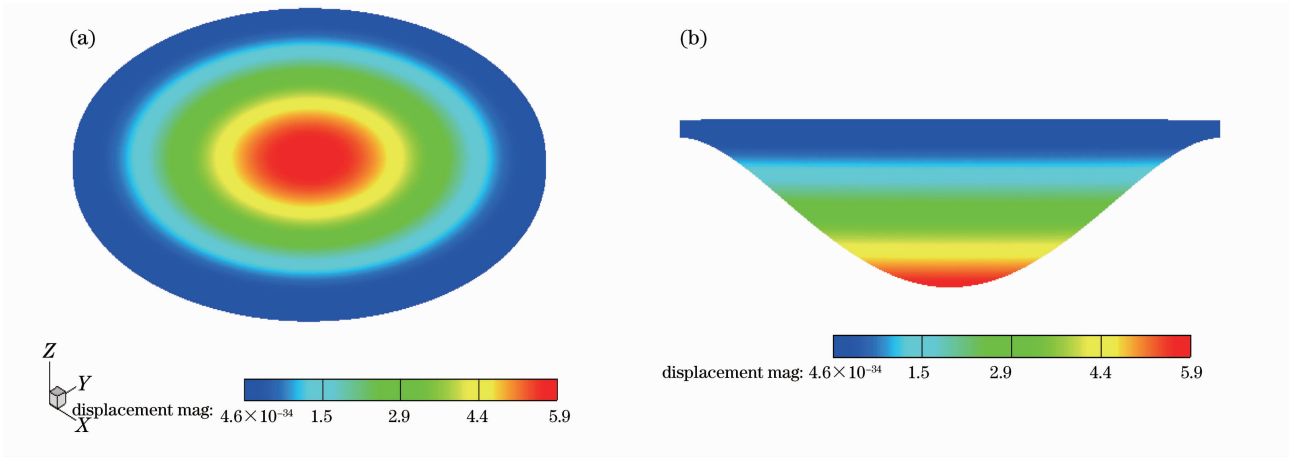 (a)
(b)
Z
Y
X
displacement mag: 4.6×10⁻³⁴ 1.5 2.9 4.4 5.9
displacement mag: 4.6×10⁻³⁴ 1.5 2.9 4.4 5.9